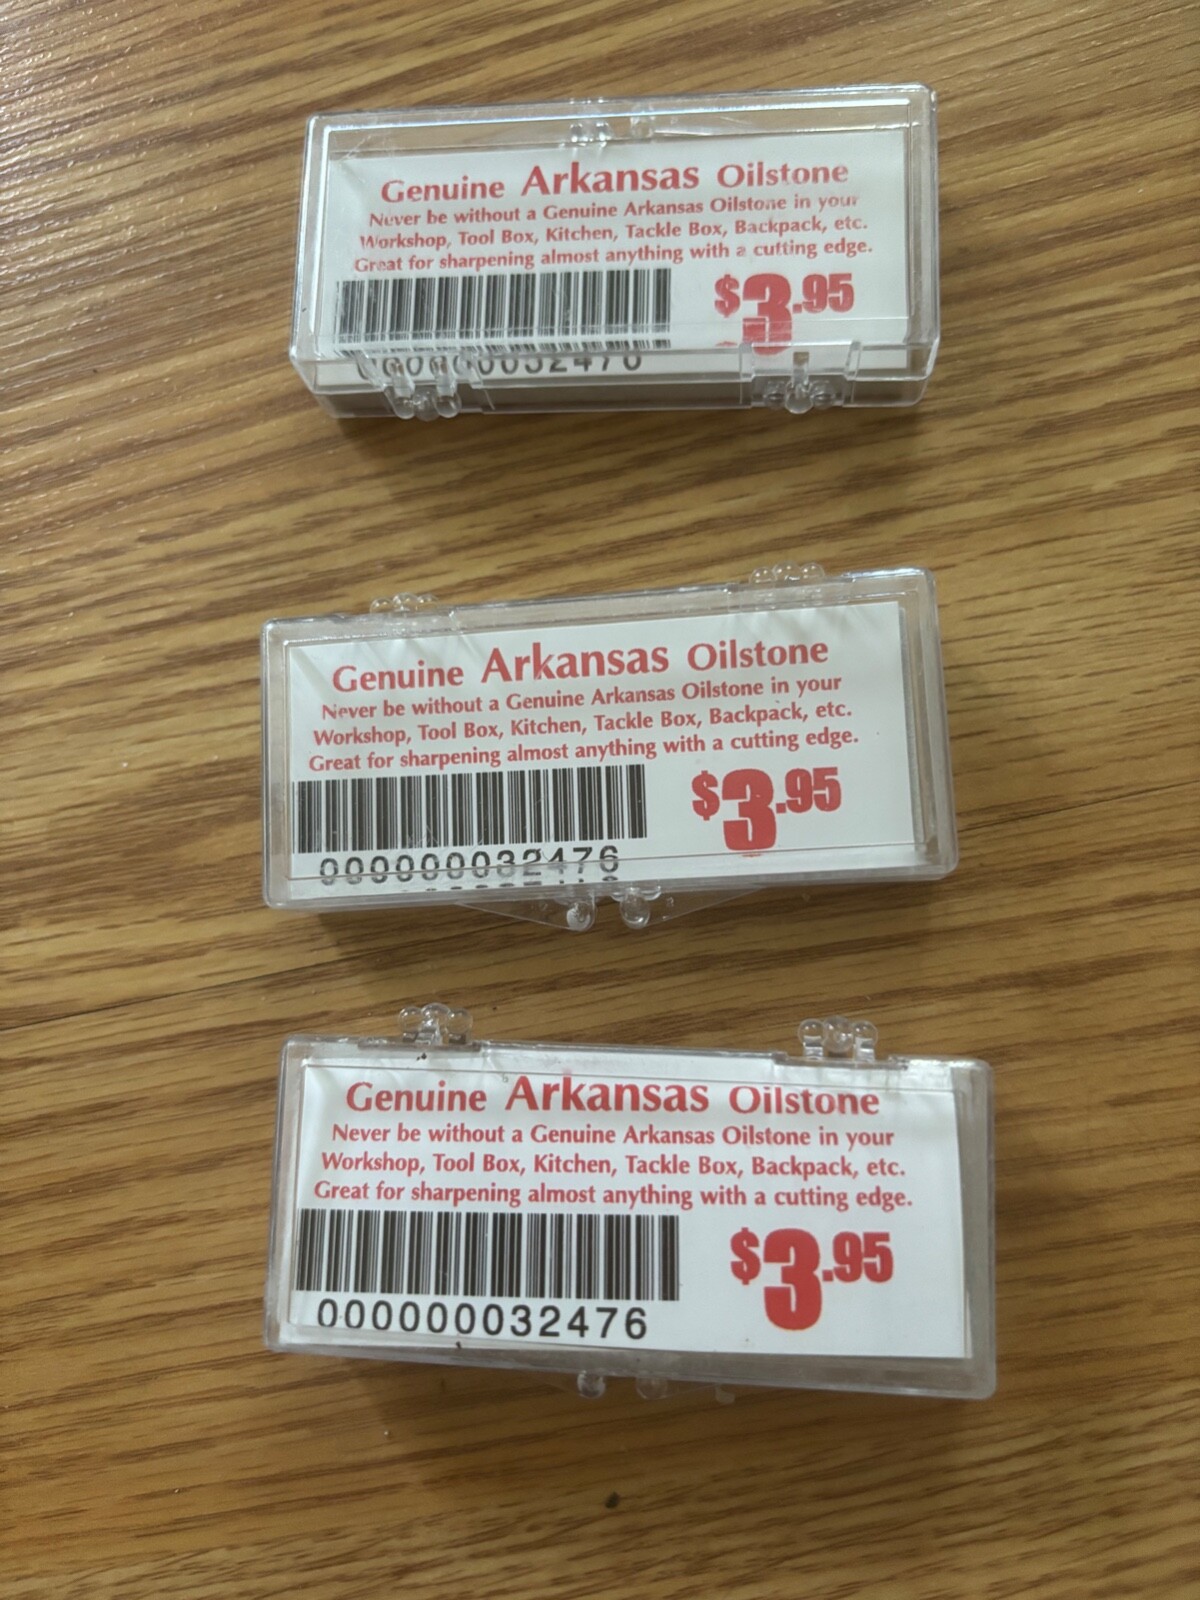 Genuine Arkansas Oilstone
Never be without a Genuine Arkansas Oilstone in your
Workshop, Tool Box, Kitchen, Tackle Box, Backpack, etc.
Great for sharpening almost anything with a cutting edge.
$3.95
Genuine Arkansas Oilstone
Never be without a Genuine Arkansas Oilstone in your
Workshop, Tool Box, Kitchen, Tackle Box, Backpack, etc.
Great for sharpening almost anything with a cutting edge.
$3.95
000000032476
Genuine Arkansas Oilstone
Never be without a Genuine Arkansas Oilstone in your
Workshop, Tool Box, Kitchen, Tackle Box, Backpack, etc.
Great for sharpening almost anything with a cutting edge.
$3.95
000000032476